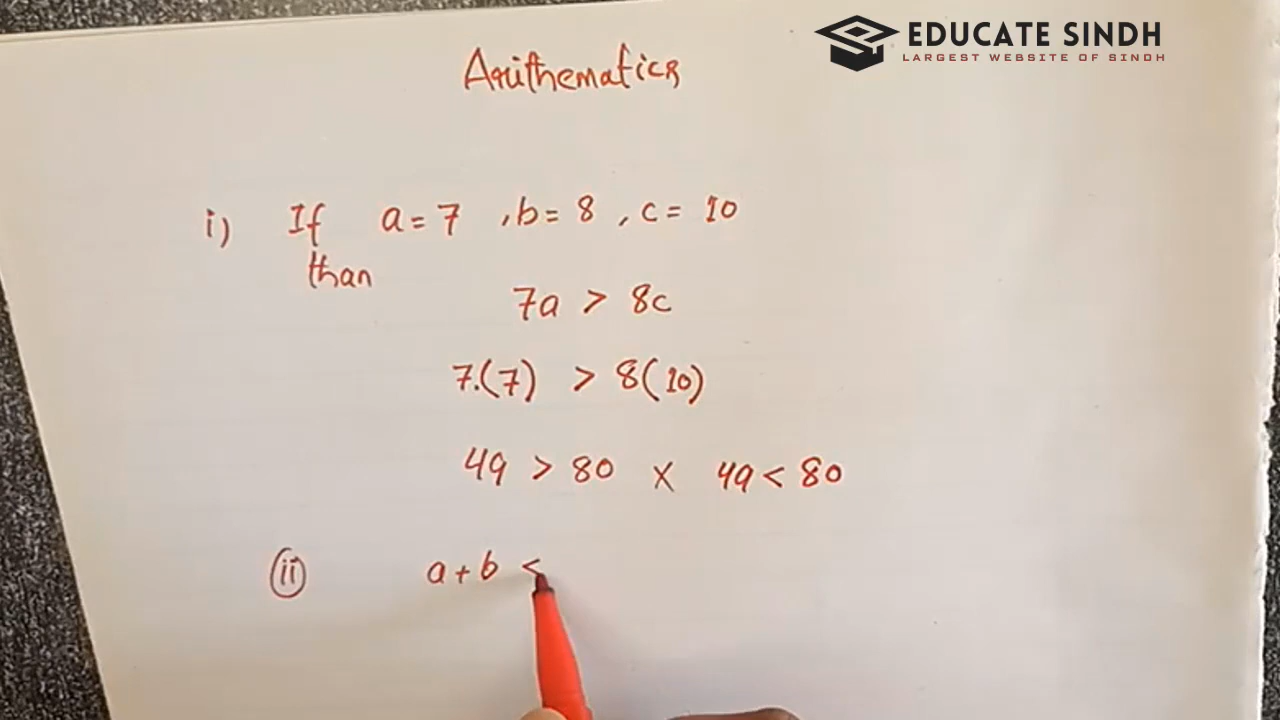 EDUCATE SINDH
LARGEST WEBSITE OF SINDH
Arithematics
i) If a = 7 , b = 8 , c = 10
than
7a > 8c
7.(7) > 8(10)
49 > 80 X 49 < 80
(ii) a + b <